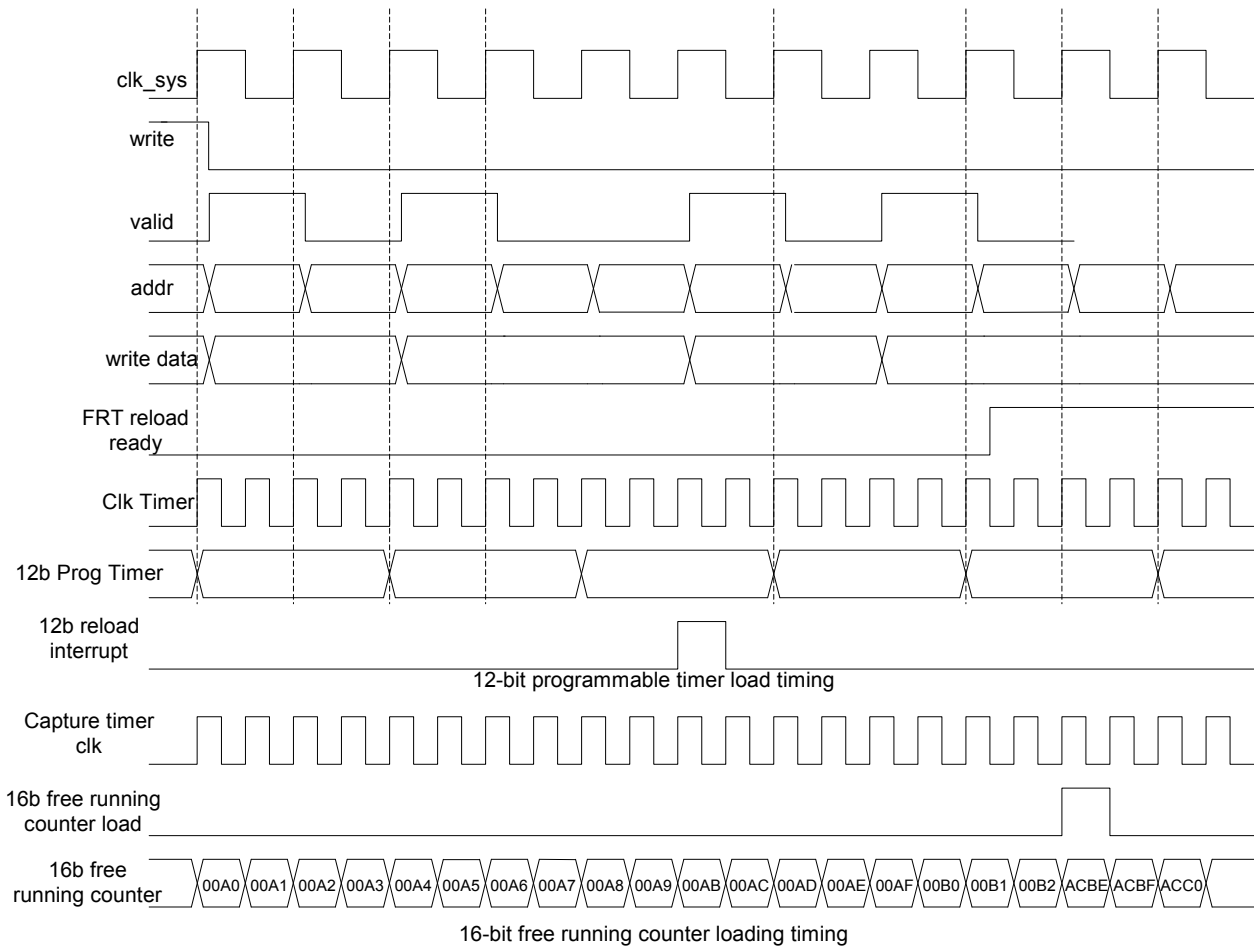 clk_sys
write
valid
addr
write data
FRT reload
ready
Clk Timer
12b Prog Timer
12b reload
interrupt
12-bit programmable timer load timing
Capture timer
clk
16b free running
counter load
16b free
running counter
00A0 00A1 00A2 00A3 00A4 00A5 00A6 00A7 00A8 00A9 00AB 00AC 00AD 00AE 00AF 00B0 00B1 00B2 ACBE ACBF ACC0
16-bit free running counter loading timing